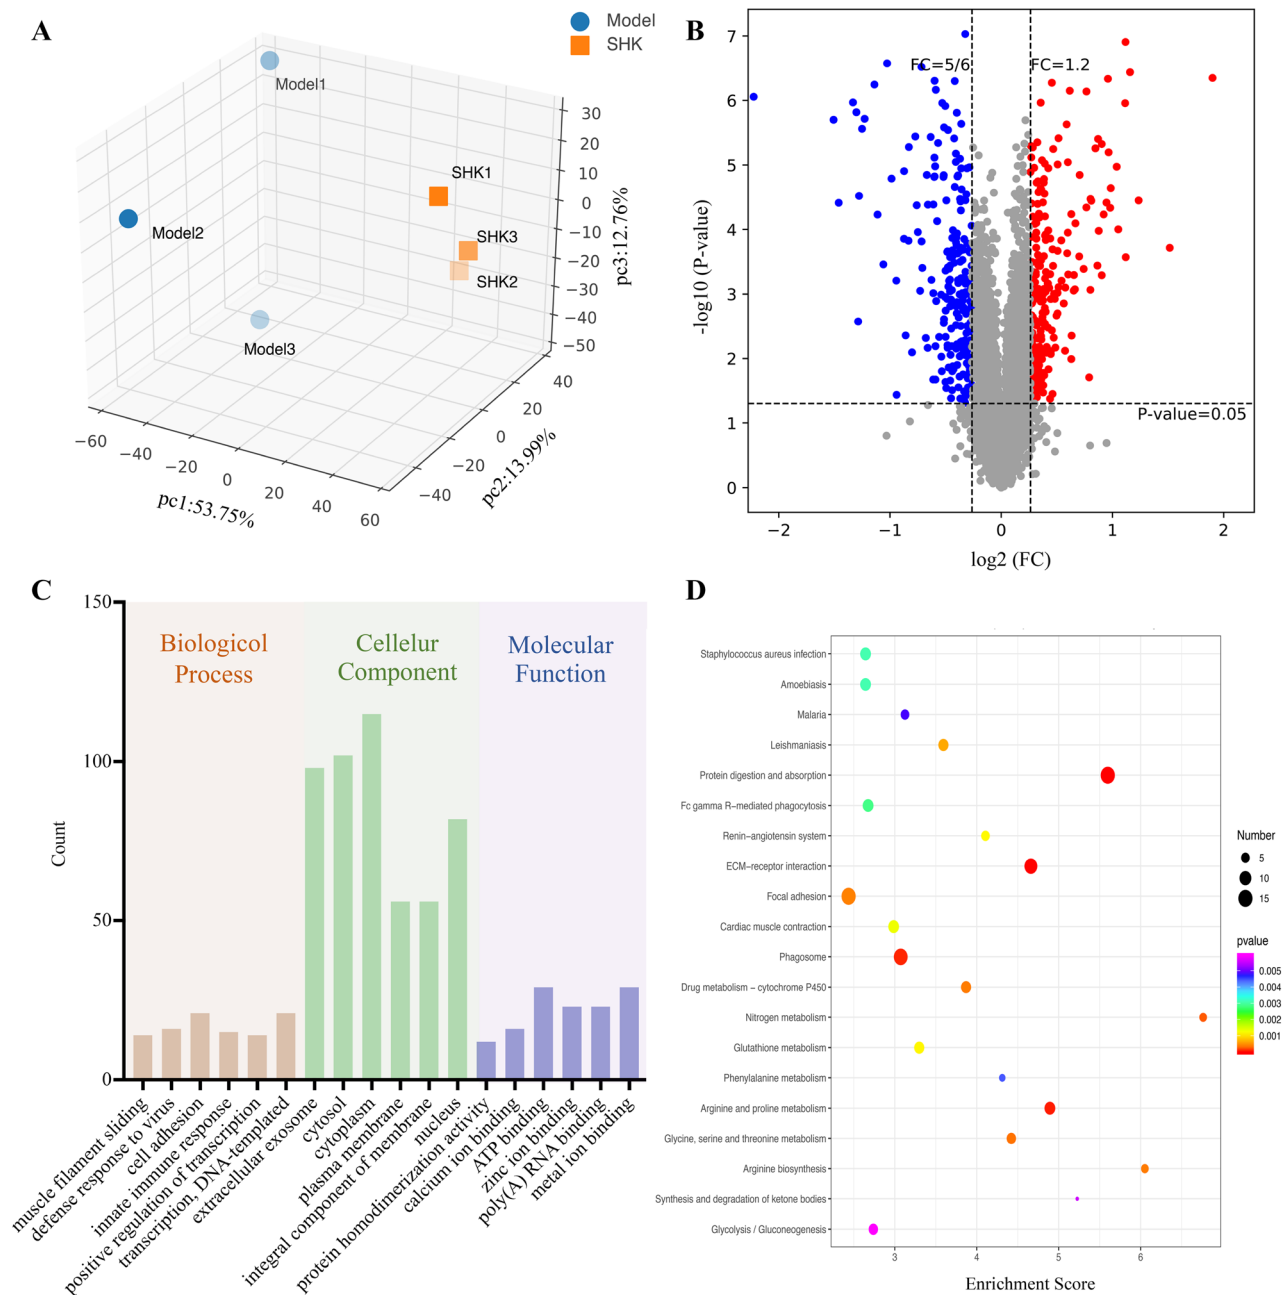 A
Model
SHK
Model1
Model2
Model3
SHK1
SHK3
SHK2
30
20
10
0
−10
−20
−30
−40
−50
pc3:12.76%
40
20
0
−20
−40
pc2:13.99%
−60
−40
−20
0
20
40
60
pc1:53.75%
B
FC=5/6
FC=1.2
P-value=0.05
7
6
5
4
3
2
1
0
-log10 (P-value)
−2
−1
0
1
2
log2 (FC)
C
Biologicol
Process
Cellelur
Component
Molecular
Function
150
100
50
0
Count
muscle filament sliding
defense response to virus
cell adhesion
innate immune response
positive regulation of transcription
transcription, DNA-templated
extracellular exosome
cytosol
cytoplasm
plasma membrane
integral component of membrane
nucleus
protein homodimerization activity
calcium ion binding
ATP binding
zinc ion binding
poly(A) RNA binding
metal ion binding
D
Staphylococcus aureus infection
Amoebiasis
Malaria
Leishmaniasis
Protein digestion and absorption
Fc gamma R−mediated phagocytosis
Renin−angiotensin system
ECM−receptor interaction
Focal adhesion
Cardiac muscle contraction
Phagosome
Drug metabolism − cytochrome P450
Nitrogen metabolism
Glutathione metabolism
Phenylalanine metabolism
Arginine and proline metabolism
Glycine, serine and threonine metabolism
Arginine biosynthesis
Synthesis and degradation of ketone bodies
Glycolysis / Gluconeogenesis
3
4
5
6
Enrichment Score
Number
5
10
15
pvalue
0.005
0.004
0.003
0.002
0.001